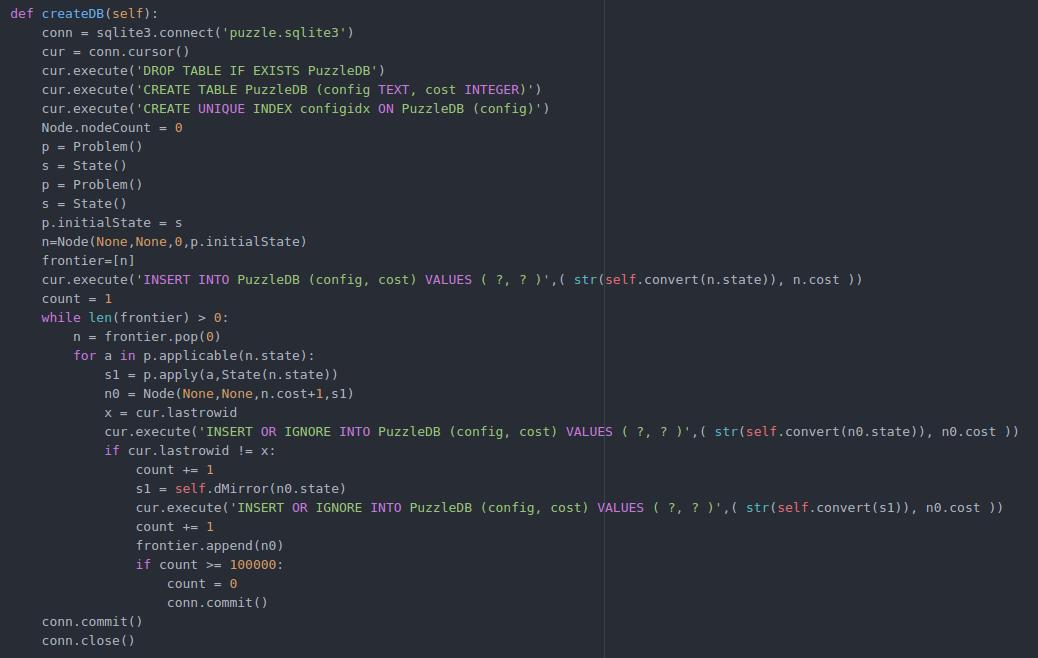 def createDB(self):
    conn = sqlite3.connect('puzzle.sqlite3')
    cur = conn.cursor()
    cur.execute('DROP TABLE IF EXISTS PuzzleDB')
    cur.execute('CREATE TABLE PuzzleDB (config TEXT, cost INTEGER)')
    cur.execute('CREATE UNIQUE INDEX configidx ON PuzzleDB (config)')
    Node.nodeCount = 0
    p = Problem()
    s = State()
    p = Problem()
    s = State()
    p.initialState = s
    n=Node(None,None,0,p.initialState)
    frontier=[n]
    cur.execute('INSERT INTO PuzzleDB (config, cost) VALUES ( ?, ? )',( str(self.convert(n.state)), n.cost ))
    count = 1
    while len(frontier) > 0:
        n = frontier.pop(0)
        for a in p.applicable(n.state):
            s1 = p.apply(a,State(n.state))
            n0 = Node(None,None,n.cost+1,s1)
            x = cur.lastrowid
            cur.execute('INSERT OR IGNORE INTO PuzzleDB (config, cost) VALUES ( ?, ? )',( str(self.convert(n0.state)), n0.cost ))
            if cur.lastrowid != x:
                count += 1
                s1 = self.dMirror(n0.state)
                cur.execute('INSERT OR IGNORE INTO PuzzleDB (config, cost) VALUES ( ?, ? )',( str(self.convert(s1)), n0.cost ))
                count += 1
                frontier.append(n0)
                if count >= 100000:
                    count = 0
                    conn.commit()
    conn.commit()
    conn.close()